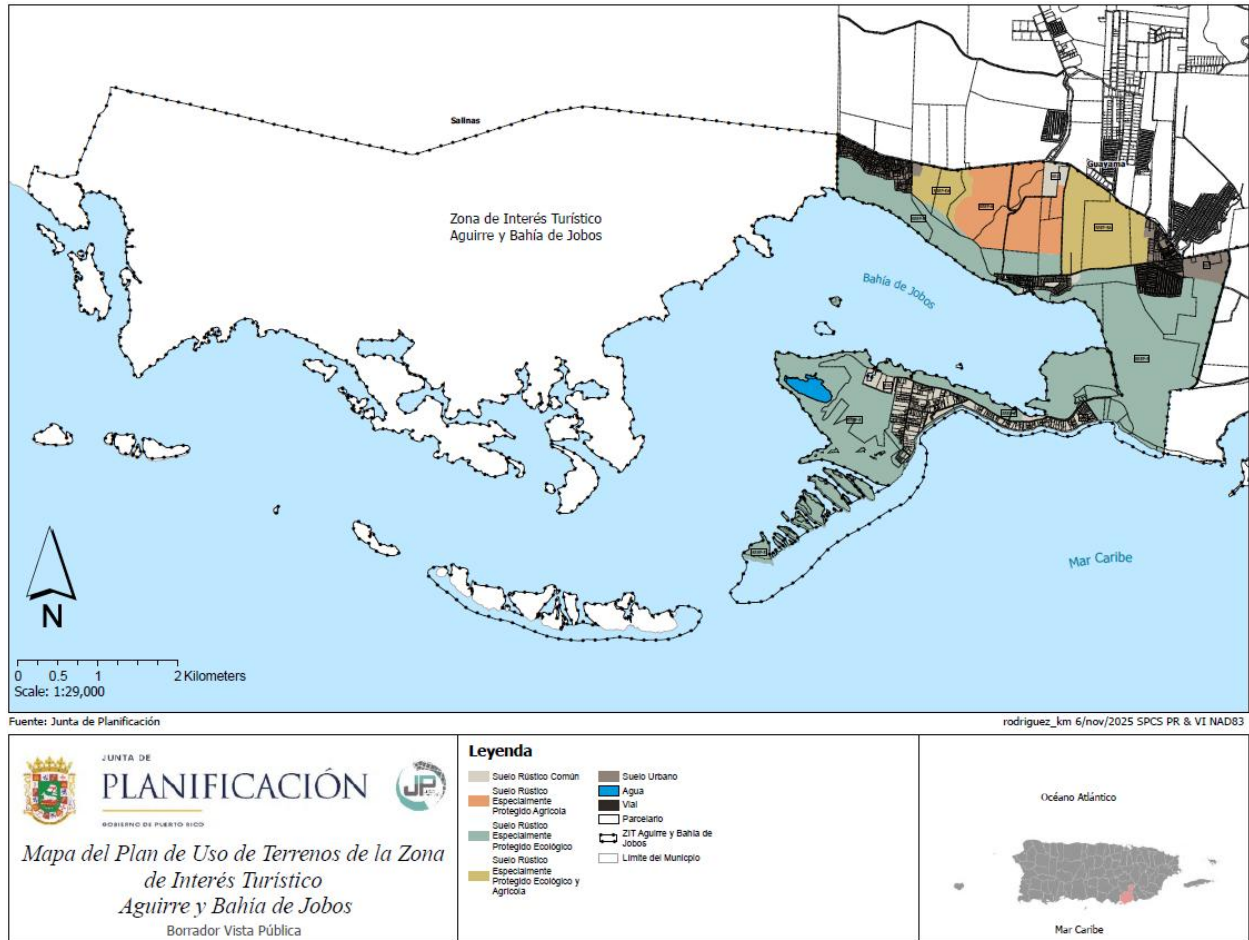 Salinas
Guayama
Zona de Interés Turístico
Aguirre y Bahía de Jobos
Bahía de Jobos
Mar Caribe
N
0 0.5 1 2 Kilometers
Scale: 1:29,000
Fuente: Junta de Planificación
rodriguez_km 6/nov/2025 SPCS PR & VI NAD83
JUNTA DE
PLANIFICACIÓN
GOBIERNO DE PUERTO RICO
JP
Mapa del Plan de Uso de Terrenos de la Zona
de Interés Turístico
Aguirre y Bahía de Jobos
Borrador Vista Pública
Leyenda
Suelo Rústico Común
Suelo Rústico
Especialmente
Protegido Agrícola
Suelo Rústico
Especialmente
Protegido Ecológico
Suelo Rústico
Especialmente
Protegido Ecológico y
Agrícola
Suelo Urbano
Agua
Vial
Parcelario
ZIT Aguirre y Bahía de
Jobos
Límite del Municipio
Océano Atlántico
Mar Caribe